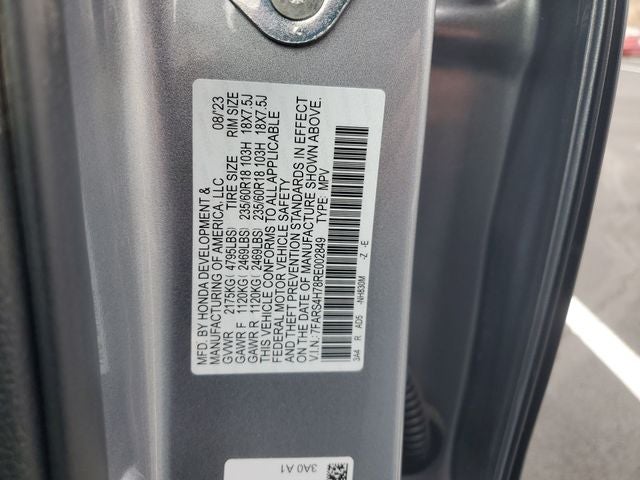 MFD. BY HONDA DEVELOPMENT & 08/23
MANUFACTURING OF AMERICA, LLC
GVWR 2175KG( 4795LBS) TIRE SIZE RIM SIZE
GAWR F 1120KG( 2469LBS) 235/60R18 103H 18X7.5J
GAWR R 1120KG( 2469LBS) 235/60R18 103H 18X7.5J
THIS VEHICLE CONFORMS TO ALL APPLICABLE
FEDERAL MOTOR VEHICLE SAFETY
AND THEFT PREVENTION STANDARDS IN EFFECT
ON THE DATE OF MANUFACTURE SHOWN ABOVE.
V.I.N.: 7FARS4H78RE002849 TYPE: MPV
3A4 R AD5 -NH830M -Z -E
3A0 A1